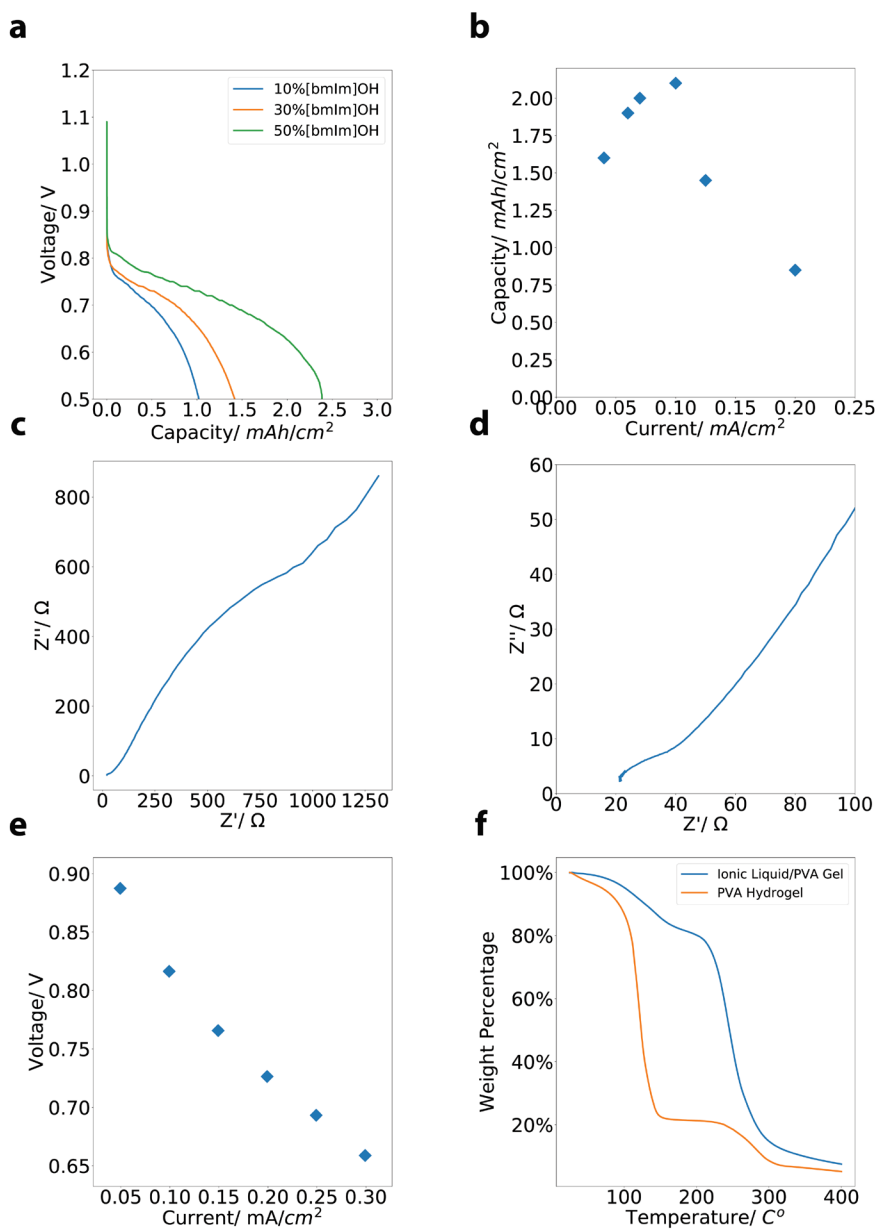 a
1.2
1.1
1.0
0.9
0.8
0.7
0.6
0.5
Voltage/ V
10%[bmIm]OH
30%[bmIm]OH
50%[bmIm]OH
0.0 0.5 1.0 1.5 2.0 2.5 3.0
Capacity/ mAh/cm²
b
2.00
1.75
1.50
1.25
1.00
0.75
0.50
0.25
0.00
Capacity/ mAh/cm²
0.00 0.05 0.10 0.15 0.20 0.25
Current/ mA/cm²
c
800
600
400
200
0
Z''/ Ω
0 250 500 750 1000 1250
Z'/ Ω
d
60
50
40
30
20
10
0
Z''/ Ω
0 20 40 60 80 100
Z'/ Ω
e
0.90
0.85
0.80
0.75
0.70
0.65
Voltage/ V
0.05 0.10 0.15 0.20 0.25 0.30
Current/ mA/cm²
f
100%
80%
60%
40%
20%
Weight Percentage
Ionic Liquid/PVA Gel
PVA Hydrogel
100 200 300 400
Temperature/ Cᵒ